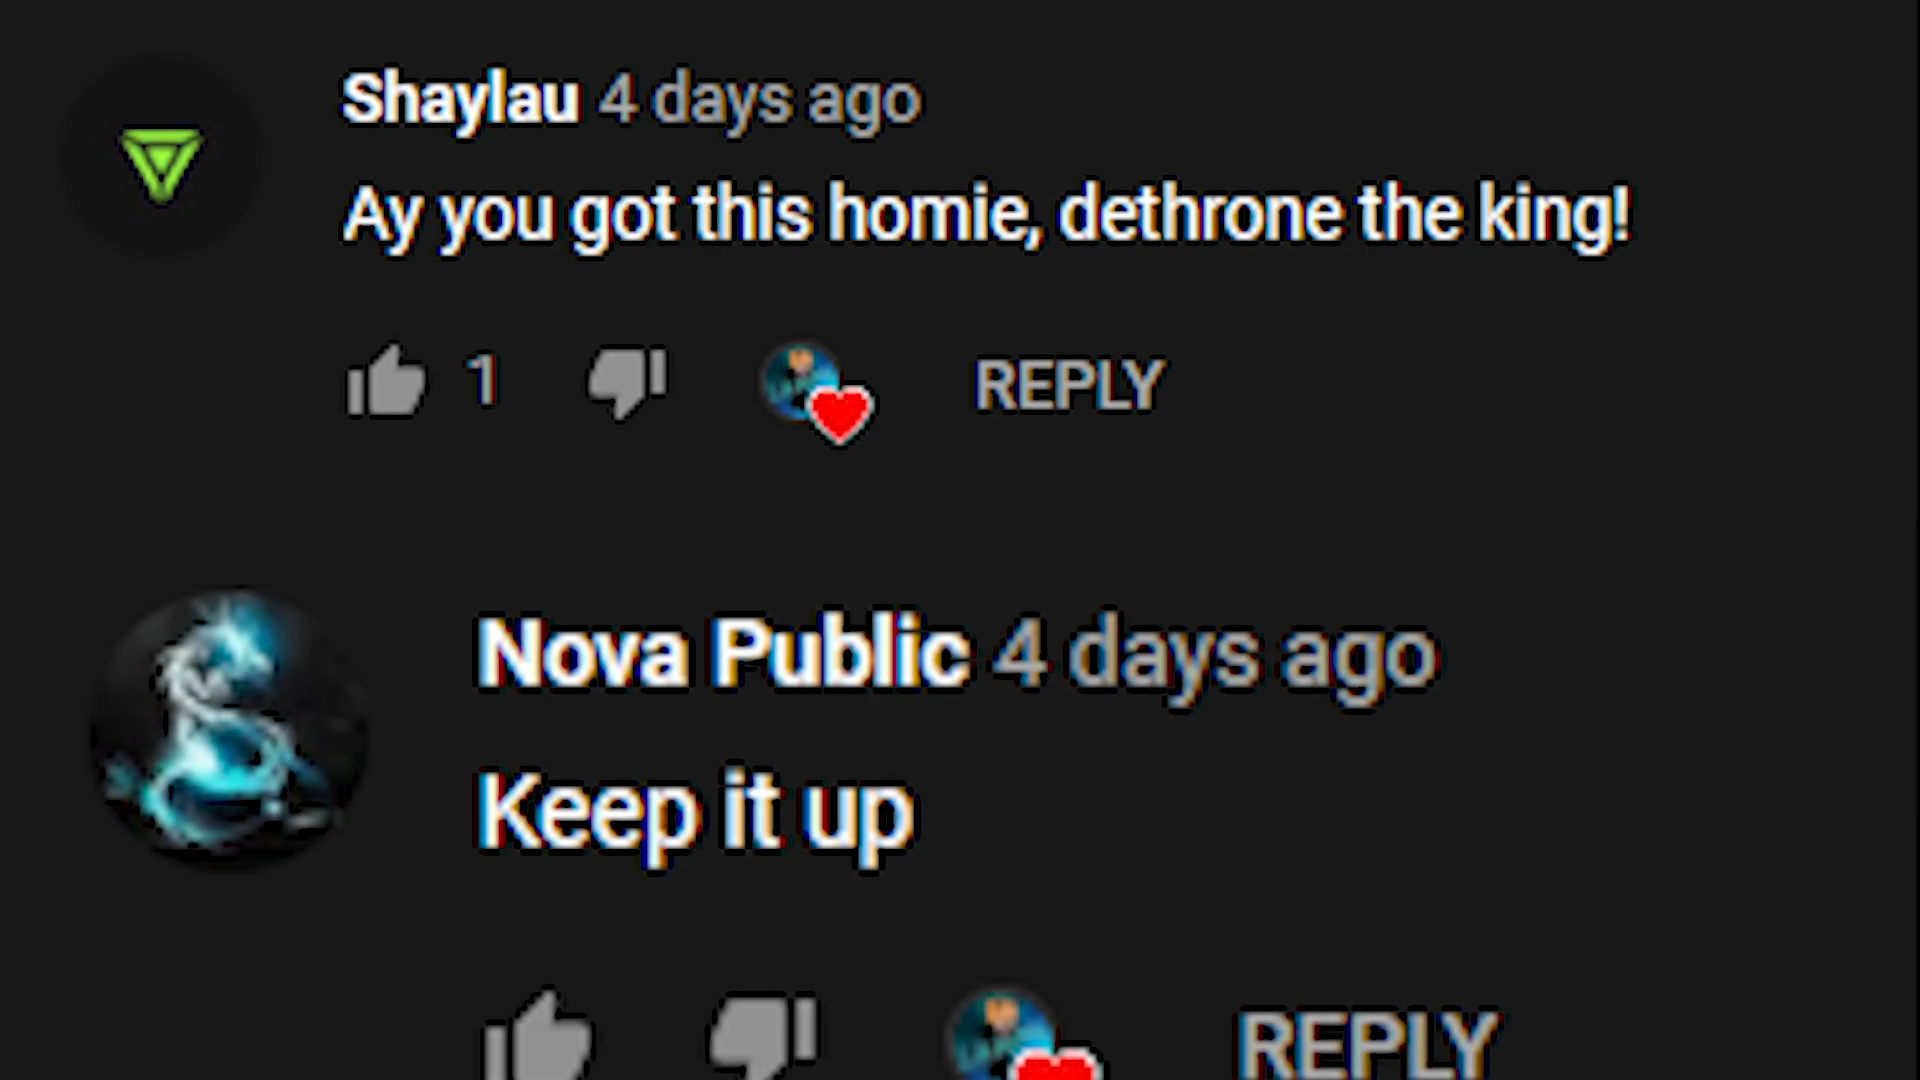 Shaylau 4 days ago
Ay you got this homie, dethrone the king!
1 REPLY
Nova Public 4 days ago
Keep it up
REPLY